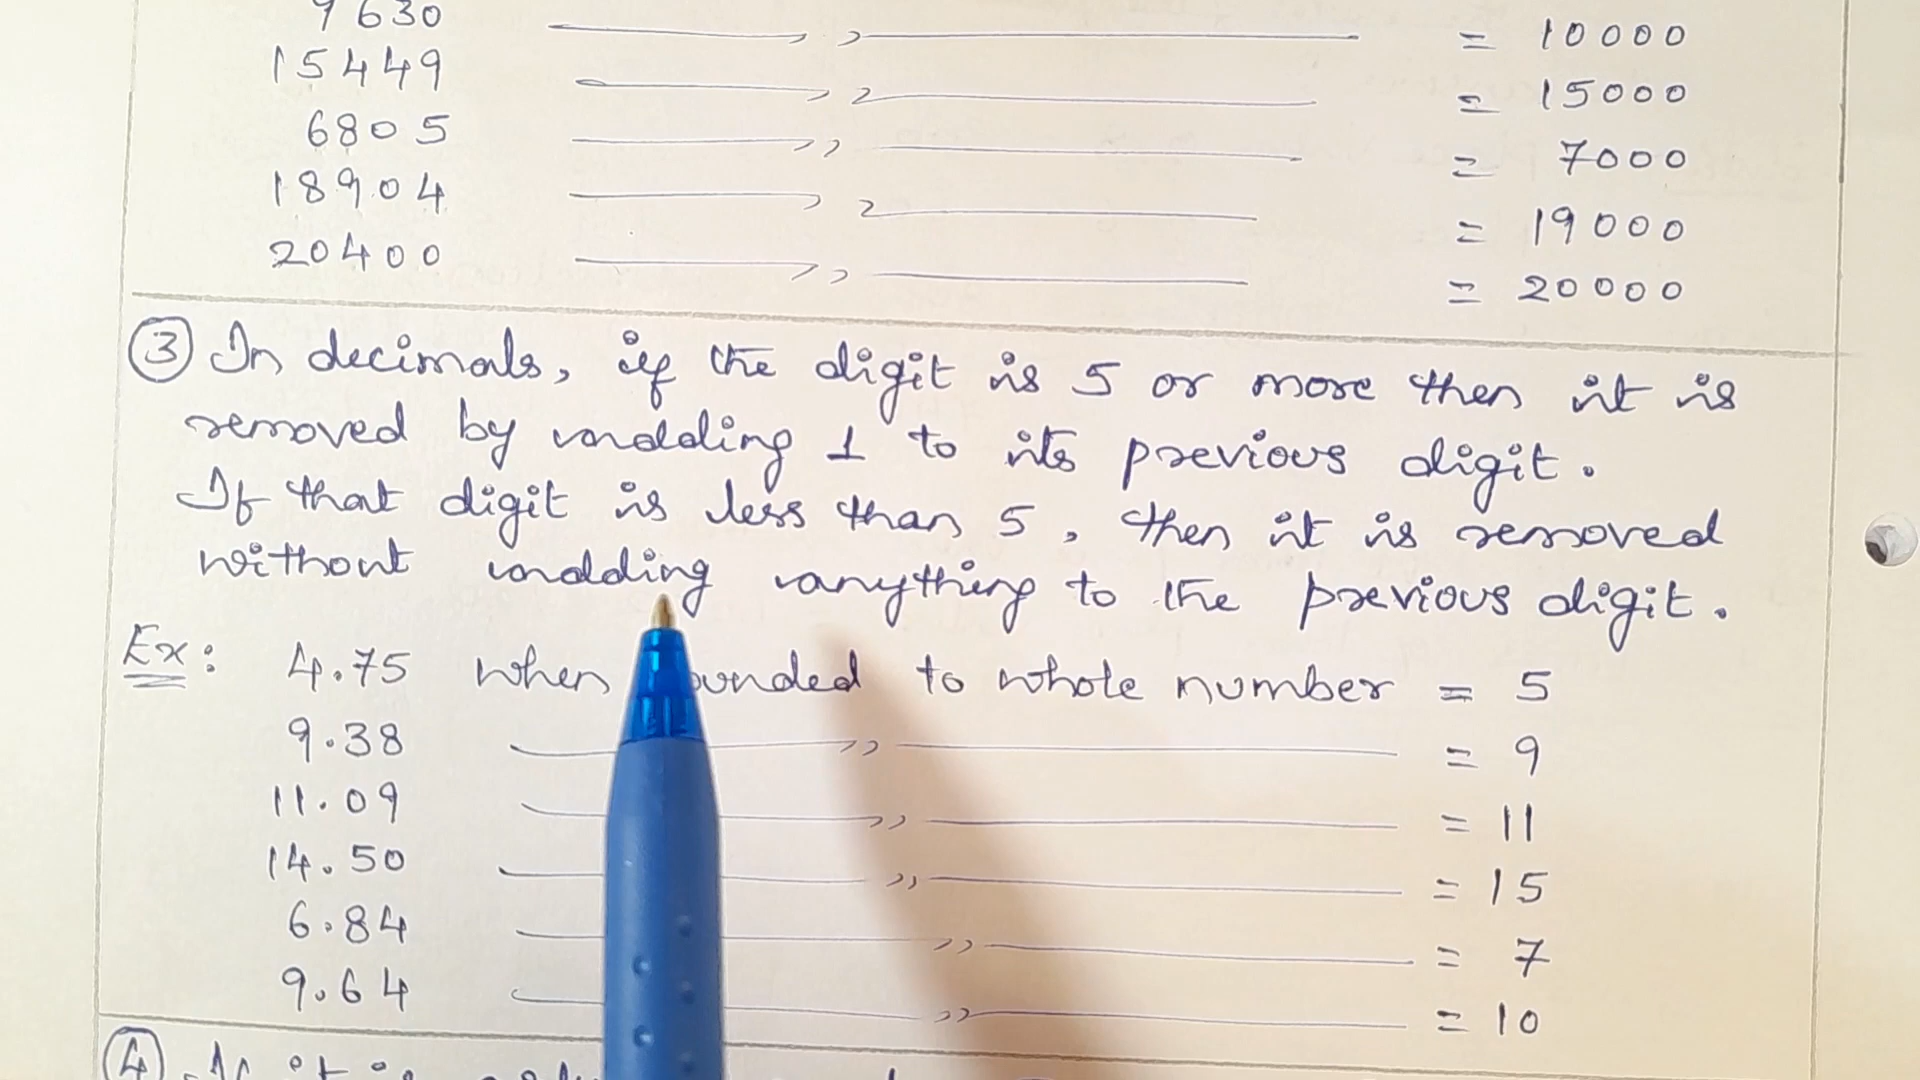 9630 ——— ,, ——— = 10000
15449 ——— ,, ——— = 15000
6805 ——— ,, ——— = 7000
18904 ——— ,, ——— = 19000
20400 ——— ,, ——— = 20000
③ In decimals, if the digit is 5 or more then it is
removed by adding 1 to its previous digit.
If that digit is less than 5, then it is removed
without adding anything to the previous digit.
Ex: 4.75 when rounded to whole number = 5
9.38 ——— ,, ——— = 9
11.09 ——— ,, ——— = 11
14.50 ——— ,, ——— = 15
6.84 ——— ,, ——— = 7
9.64 ——— ,, ——— = 10
④